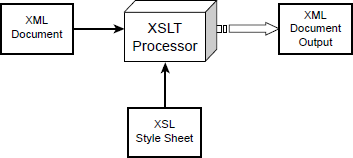 XML
Document
XSLT
Processor
XML
Document
Output
XSL
Style Sheet